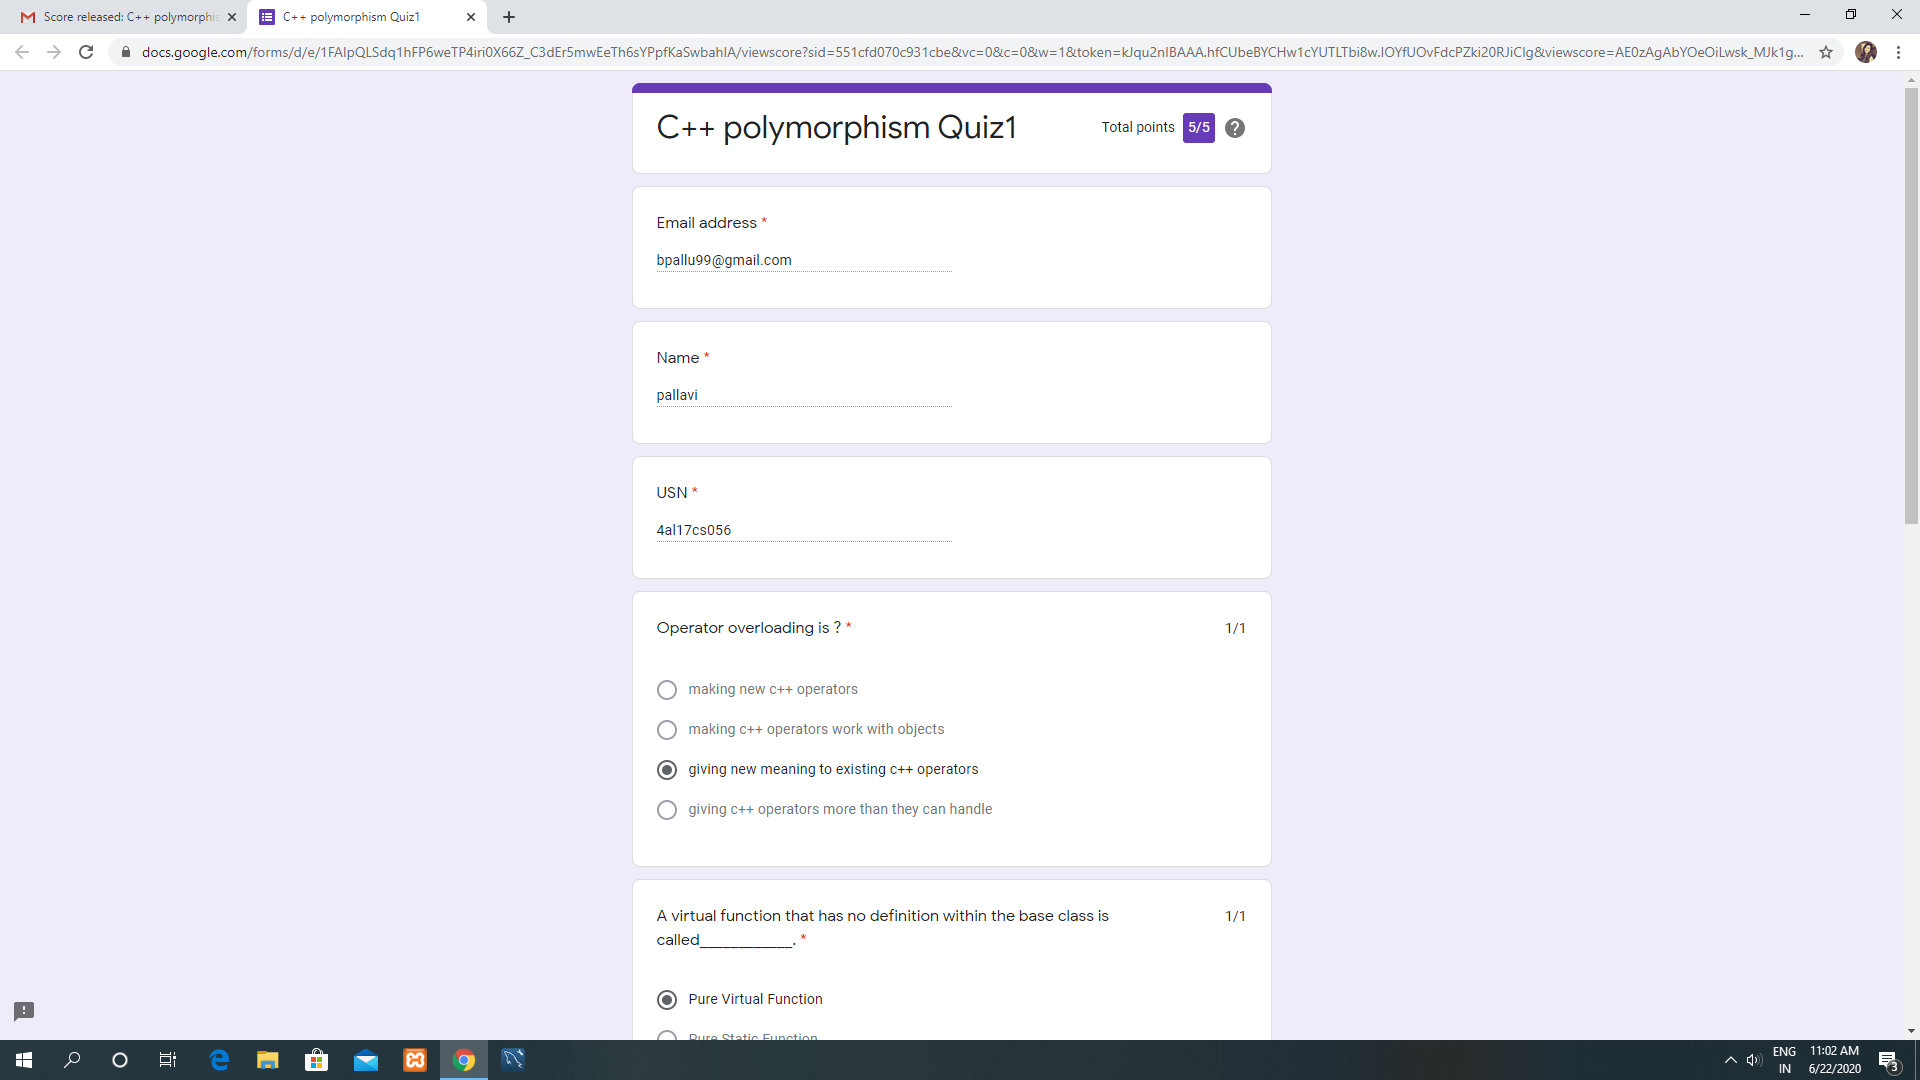 Score released: C++ polymorphis
C++ polymorphism Quiz1
docs.google.com/forms/d/e/1FAIpQLSdq1hFP6weTP4iri0X66Z_C3dEr5mwEeTh6sYPpfKaSwbahIA/viewscore?sid=551cfd070c931cbe&vc=0&c=0&w=1&token=kJqu2nIBAAA.hfCUbeBYCHw1cYUTLTbi8w.IOYfUOvFdcPZki20RJiCIg&viewscore=AE0zAgAbYOeOiLwsk_MJk1g...
C++ polymorphism Quiz1
Total points 5/5
Email address *
bpallu99@gmail.com
Name *
pallavi
USN *
4al17cs056
Operator overloading is ? * 1/1
making new c++ operators
making c++ operators work with objects
giving new meaning to existing c++ operators
giving c++ operators more than they can handle
A virtual function that has no definition within the base class is 1/1
called____________. *
Pure Virtual Function
Pure Static Function
ENG 11:02 AM
IN 6/22/2020
3